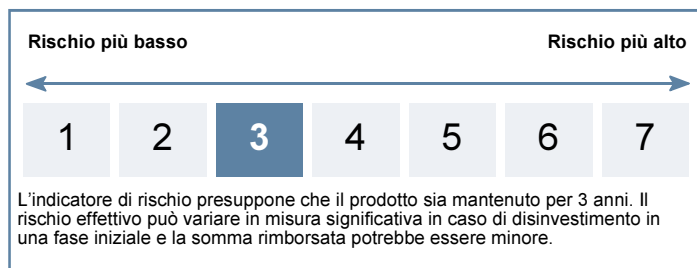 Rischio più basso Rischio più alto
1 2 3 4 5 6 7
L'indicatore di rischio presuppone che il prodotto sia mantenuto per 3 anni. Il
rischio effettivo può variare in misura significativa in caso di disinvestimento in
una fase iniziale e la somma rimborsata potrebbe essere minore.